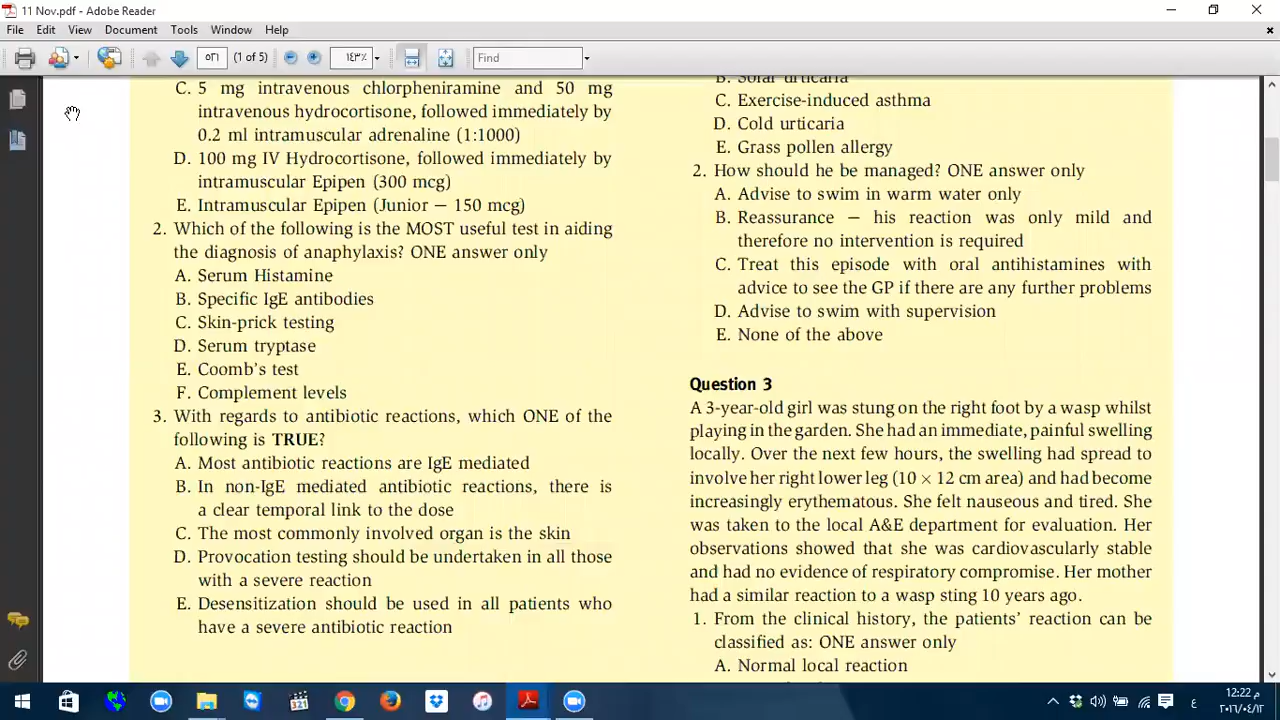 11 Nov.pdf - Adobe Reader
File Edit View Document Tools Window Help
٥٢٦ (1 of 5) ١٤٣٪ Find
C. 5 mg intravenous chlorpheniramine and 50 mg
intravenous hydrocortisone, followed immediately by
0.2 ml intramuscular adrenaline (1:1000)
D. 100 mg IV Hydrocortisone, followed immediately by
intramuscular Epipen (300 mcg)
E. Intramuscular Epipen (Junior – 150 mcg)
2. Which of the following is the MOST useful test in aiding
the diagnosis of anaphylaxis? ONE answer only
A. Serum Histamine
B. Specific IgE antibodies
C. Skin-prick testing
D. Serum tryptase
E. Coomb's test
F. Complement levels
3. With regards to antibiotic reactions, which ONE of the
following is TRUE?
A. Most antibiotic reactions are IgE mediated
B. In non-IgE mediated antibiotic reactions, there is
a clear temporal link to the dose
C. The most commonly involved organ is the skin
D. Provocation testing should be undertaken in all those
with a severe reaction
E. Desensitization should be used in all patients who
have a severe antibiotic reaction
B. Solar urticaria
C. Exercise-induced asthma
D. Cold urticaria
E. Grass pollen allergy
2. How should he be managed? ONE answer only
A. Advise to swim in warm water only
B. Reassurance – his reaction was only mild and
therefore no intervention is required
C. Treat this episode with oral antihistamines with
advice to see the GP if there are any further problems
D. Advise to swim with supervision
E. None of the above
Question 3
A 3-year-old girl was stung on the right foot by a wasp whilst
playing in the garden. She had an immediate, painful swelling
locally. Over the next few hours, the swelling had spread to
involve her right lower leg (10 × 12 cm area) and had become
increasingly erythematous. She felt nauseous and tired. She
was taken to the local A&E department for evaluation. Her
observations showed that she was cardiovascularly stable
and had no evidence of respiratory compromise. Her mother
had a similar reaction to a wasp sting 10 years ago.
1. From the clinical history, the patients' reaction can be
classified as: ONE answer only
A. Normal local reaction
321
ع
12:22 م
٢٠١٦/٠٤/١٢